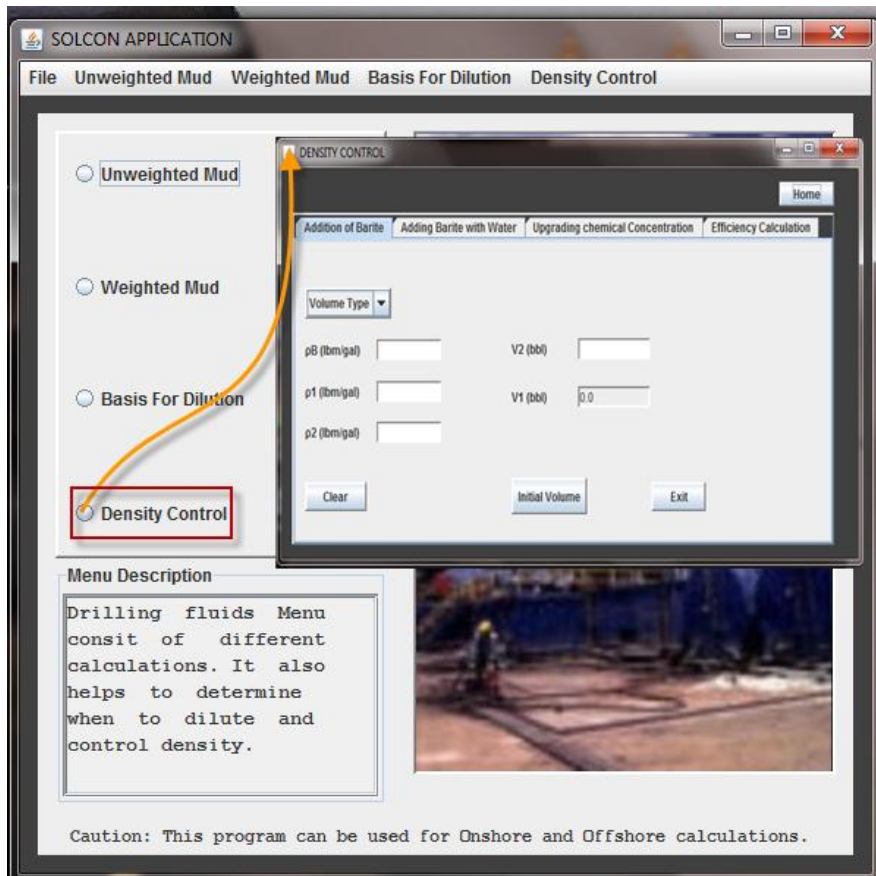 SOLCON APPLICATION
File Unweighted Mud Weighted Mud Basis For Dilution Density Control
Unweighted Mud
Weighted Mud
Basis For Dilution
Density Control
DENSITY CONTROL
Home
Addition of Barite Adding Barite with Water Upgrading chemical Concentration Efficiency Calculation
Volume Type
ρB (lbm/gal) V2 (bbl)
ρ1 (lbm/gal) V1 (bbl) 0.0
ρ2 (lbm/gal)
Clear Initial Volume Exit
Menu Description
Drilling fluids Menu
consit of different
calculations. It also
helps to determine
when to dilute and
control density.
Caution: This program can be used for Onshore and Offshore calculations.